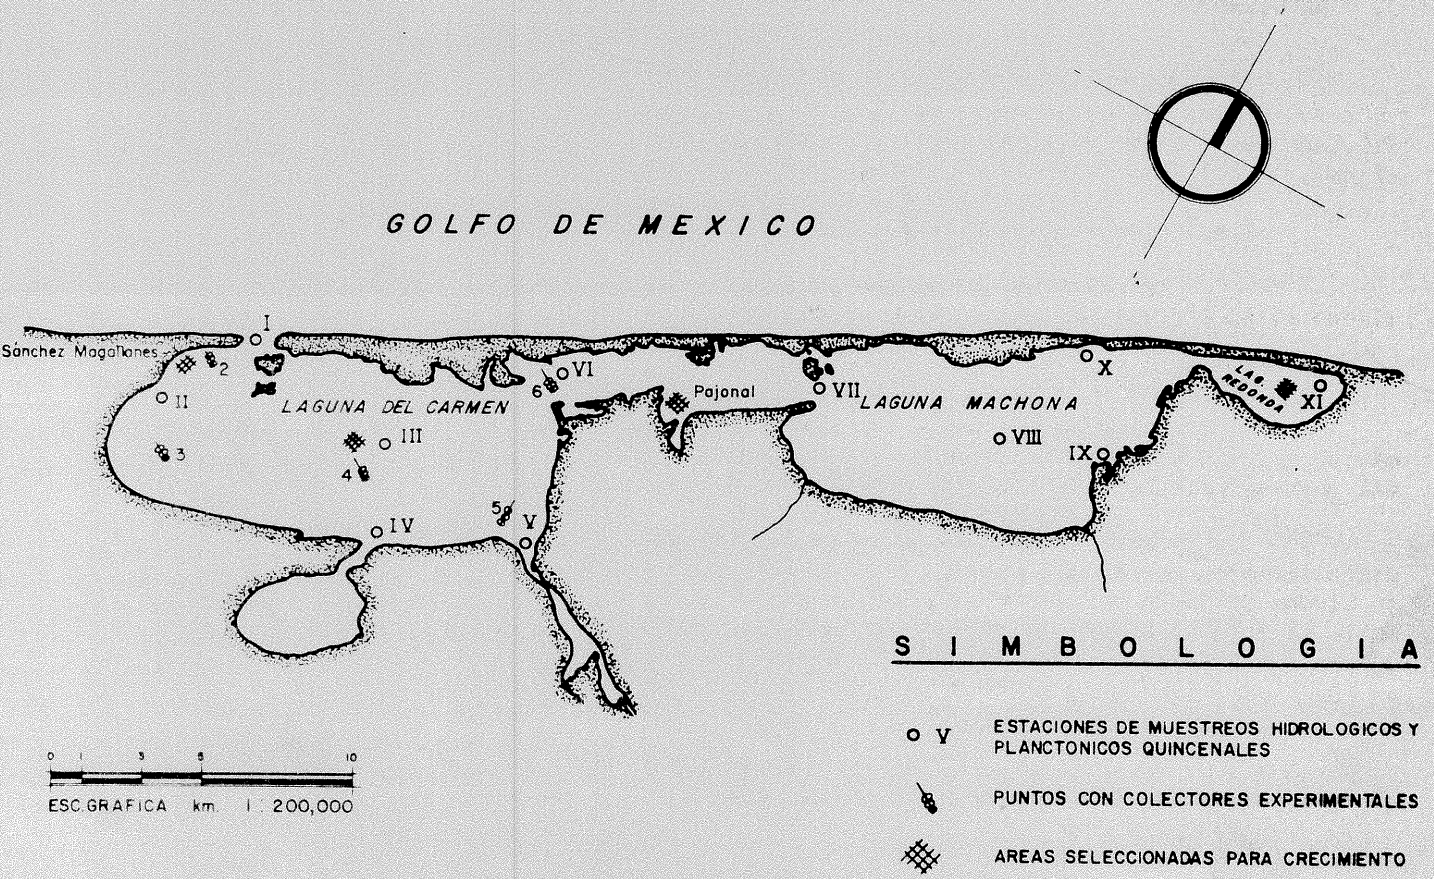 GOLFO DE MEXICO
I
Sánchez Magallanes
2
II
LAGUNA DEL CARMEN
6
VI
Pajonal
VII
LAGUNA MACHONA
X
LAG.
REDONDA
XI
III
3
4
VIII
IX
IV
5
V
SIMBOLOGIA
V ESTACIONES DE MUESTREOS HIDROLOGICOS Y
PLANCTONICOS QUINCENALES
PUNTOS CON COLECTORES EXPERIMENTALES
AREAS SELECCIONADAS PARA CRECIMIENTO
0 1 3 5 10
ESC.GRAFICA km. 1 : 200,000